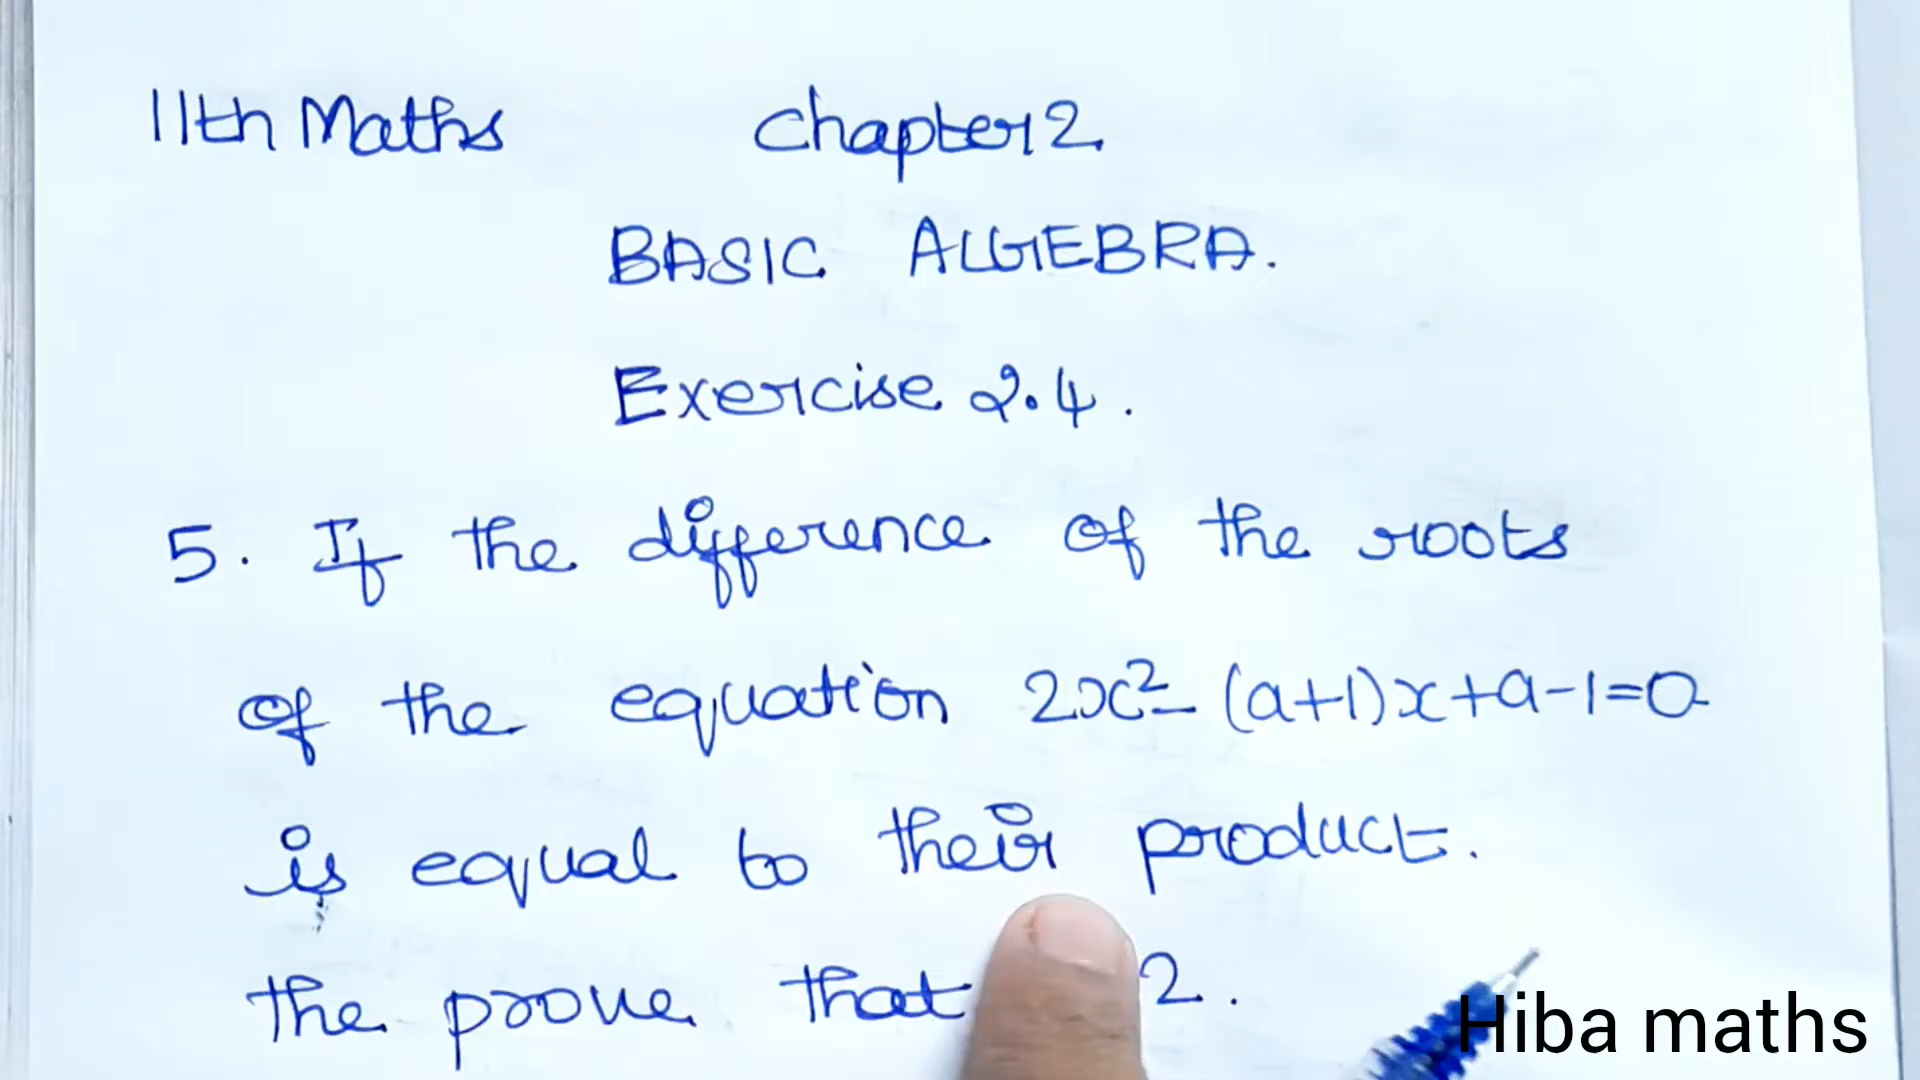 11th Maths Chapter 2
BASIC ALGEBRA.
Exercise 2.4.
5. If the difference of the roots
of the equation 2x²- (a+1)x+a-1=0
is equal to their product.
the prove that 2.
Hiba maths